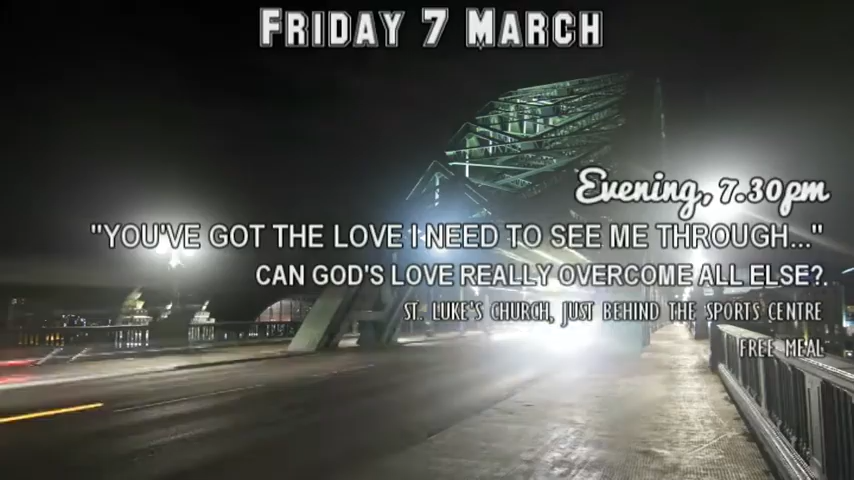 FRIDAY 7 MARCH
Evening, 7.30pm
"YOU'VE GOT THE LOVE I NEED TO SEE ME THROUGH..."
CAN GOD'S LOVE REALLY OVERCOME ALL ELSE?.
ST. LUKE'S CHURCH, JUST BEHIND THE SPORTS CENTRE
FREE MEAL